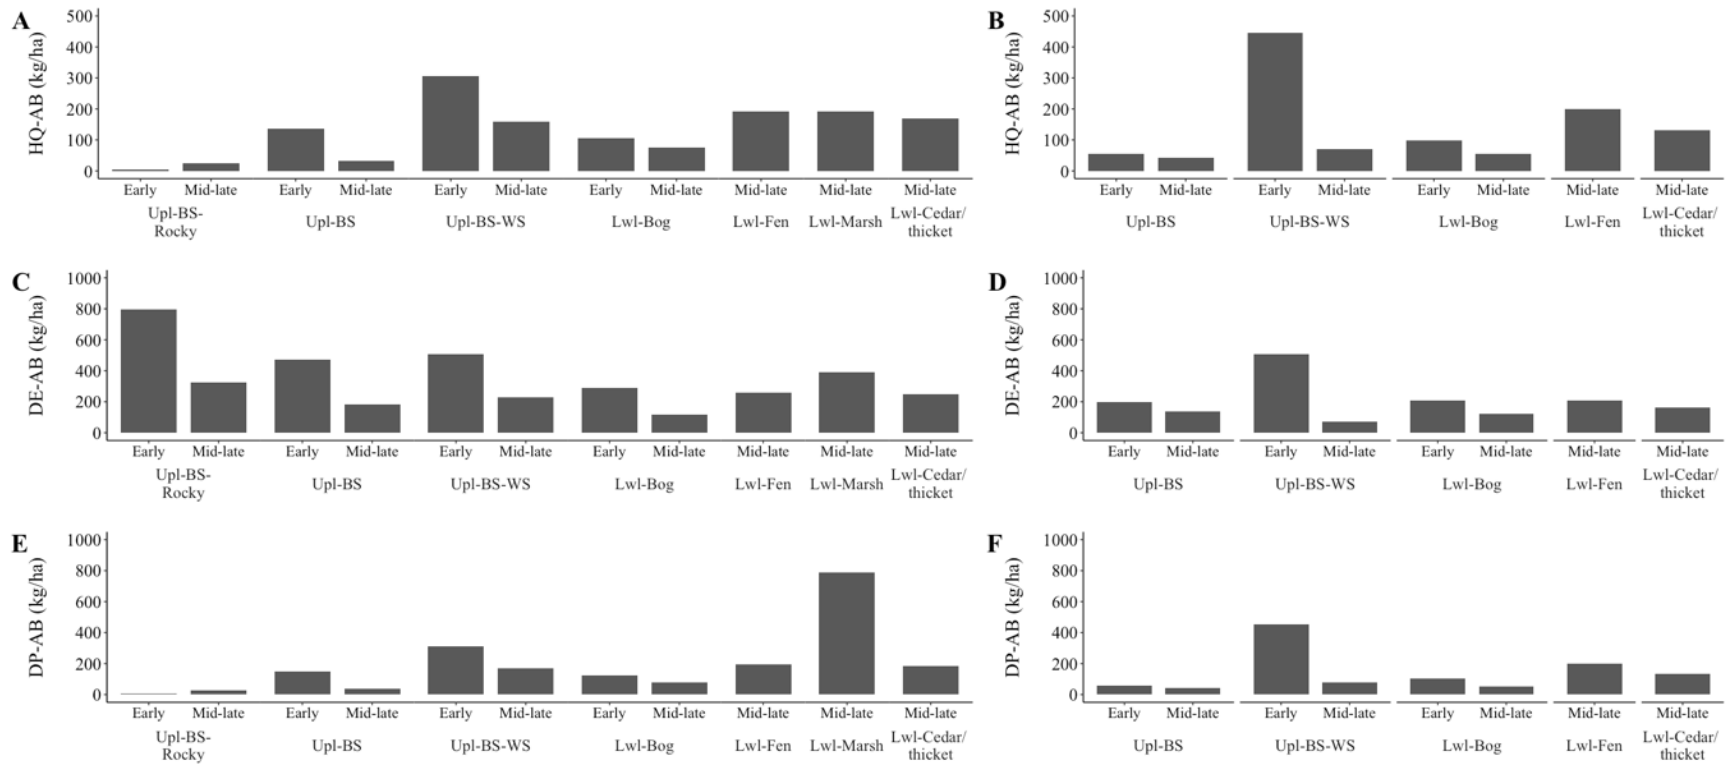 A
HQ-AB (kg/ha)
500
400
300
200
100
0
Early Mid-late Early Mid-late Early Mid-late Early Mid-late Mid-late Mid-late Mid-late
Upl-BS-
Rocky
Upl-BS
Upl-BS-WS
Lwl-Bog
Lwl-Fen
Lwl-Marsh
Lwl-Cedar/
thicket
B
HQ-AB (kg/ha)
500
400
300
200
100
0
Early Mid-late Early Mid-late Early Mid-late Mid-late Mid-late
Upl-BS
Upl-BS-WS
Lwl-Bog
Lwl-Fen
Lwl-Cedar/
thicket
C
DE-AB (kg/ha)
1000
800
600
400
200
0
Early Mid-late Early Mid-late Early Mid-late Early Mid-late Mid-late Mid-late Mid-late
Upl-BS-
Rocky
Upl-BS
Upl-BS-WS
Lwl-Bog
Lwl-Fen
Lwl-Marsh
Lwl-Cedar/
thicket
D
DE-AB (kg/ha)
1000
800
600
400
200
0
Early Mid-late Early Mid-late Early Mid-late Mid-late Mid-late
Upl-BS
Upl-BS-WS
Lwl-Bog
Lwl-Fen
Lwl-Cedar/
thicket
E
DP-AB (kg/ha)
1000
800
600
400
200
0
Early Mid-late Early Mid-late Early Mid-late Early Mid-late Mid-late Mid-late Mid-late
Upl-BS-
Rocky
Upl-BS
Upl-BS-WS
Lwl-Bog
Lwl-Fen
Lwl-Marsh
Lwl-Cedar/
thicket
F
DP-AB (kg/ha)
1000
800
600
400
200
0
Early Mid-late Early Mid-late Early Mid-late Mid-late Mid-late
Upl-BS
Upl-BS-WS
Lwl-Bog
Lwl-Fen
Lwl-Cedar/
thicket